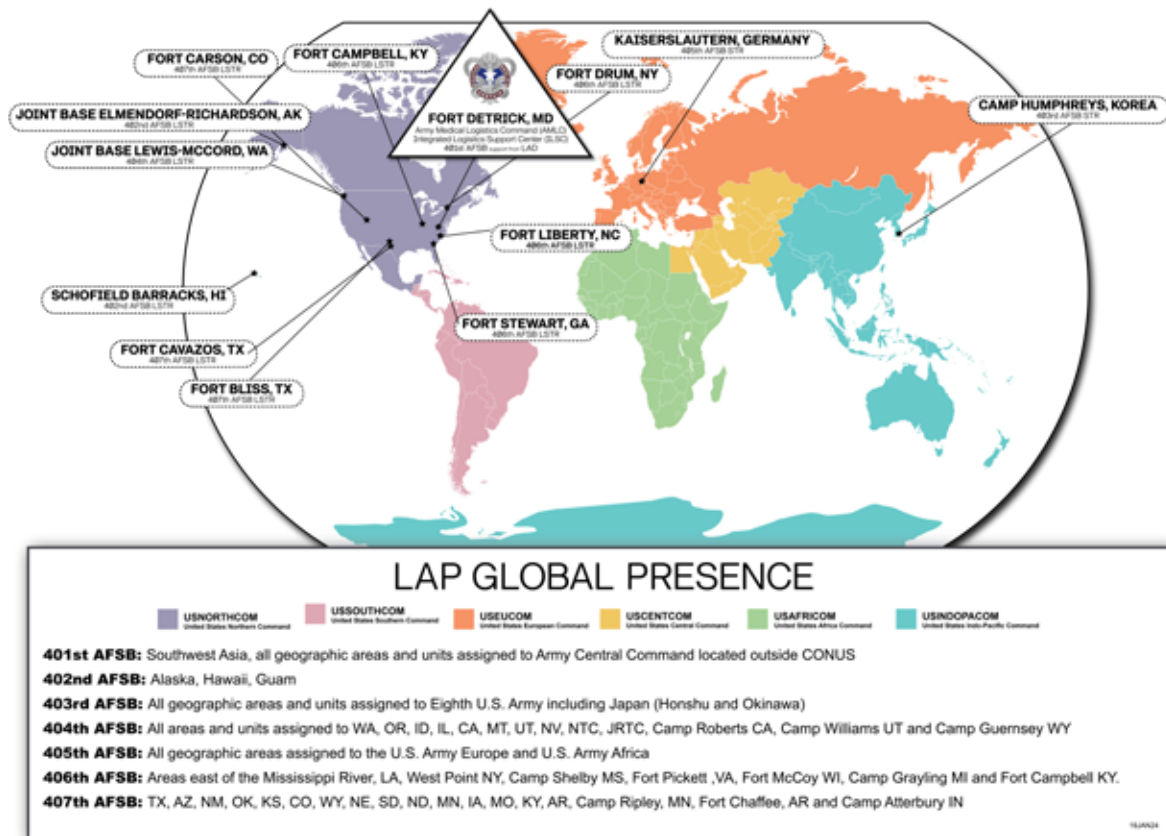 FORT CARSON, CO
407th AFSB LSTR
FORT CAMPBELL, KY
406th AFSB LSTR
FORT DETRICK, MD
Army Medical Logistics Command (AMLC)
Integrated Logistics Support Center (ILSC)
401st AFSB support from LAD
KAISERSLAUTERN, GERMANY
405th AFSB STR
FORT DRUM, NY
406th AFSB LSTR
CAMP HUMPHREYS, KOREA
403rd AFSB STR
JOINT BASE ELMENDORF-RICHARDSON, AK
402nd AFSB LSTR
JOINT BASE LEWIS-MCCORD, WA
404th AFSB LSTR
FORT LIBERTY, NC
406th AFSB LSTR
SCHOFIELD BARRACKS, HI
402nd AFSB LSTR
FORT STEWART, GA
406th AFSB LSTR
FORT CAVAZOS, TX
407th AFSB LSTR
FORT BLISS, TX
407th AFSB LSTR
LAP GLOBAL PRESENCE
USNORTHCOM
United States Northern Command
USSOUTHCOM
United States Southern Command
USEUCOM
United States European Command
USCENTCOM
United States Central Command
USAFRICOM
United States Africa Command
USINDOPACOM
United States Indo-Pacific Command
401st AFSB: Southwest Asia, all geographic areas and units assigned to Army Central Command located outside CONUS
402nd AFSB: Alaska, Hawaii, Guam
403rd AFSB: All geographic areas and units assigned to Eighth U.S. Army including Japan (Honshu and Okinawa)
404th AFSB: All areas and units assigned to WA, OR, ID, IL, CA, MT, UT, NV, NTC, JRTC, Camp Roberts CA, Camp Williams UT and Camp Guernsey WY
405th AFSB: All geographic areas assigned to the U.S. Army Europe and U.S. Army Africa
406th AFSB: Areas east of the Mississippi River, LA, West Point NY, Camp Shelby MS, Fort Pickett ,VA, Fort McCoy WI, Camp Grayling MI and Fort Campbell KY.
407th AFSB: TX, AZ, NM, OK, KS, CO, WY, NE, SD, ND, MN, IA, MO, KY, AR, Camp Ripley, MN, Fort Chaffee, AR and Camp Atterbury IN
19JAN24